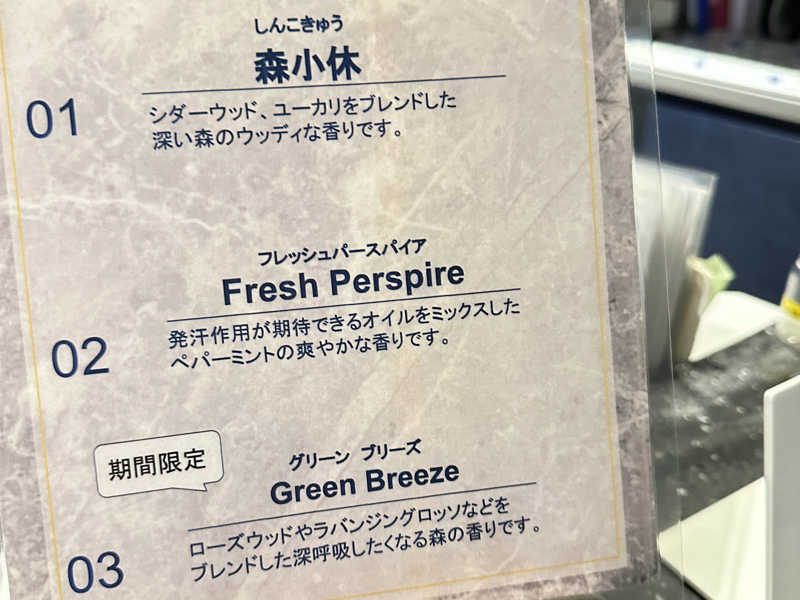 しんこきゅう
森小休
01
シダーウッド、ユーカリをブレンドした
深い森のウッディな香りです。
フレッシュパースパイア
Fresh Perspire
02
発汗作用が期待できるオイルをミックスした
ペパーミントの爽やかな香りです。
期間限定
グリーン ブリーズ
Green Breeze
03
ローズウッドやラバンジングロッソなどを
ブレンドした深呼吸したくなる森の香りです。